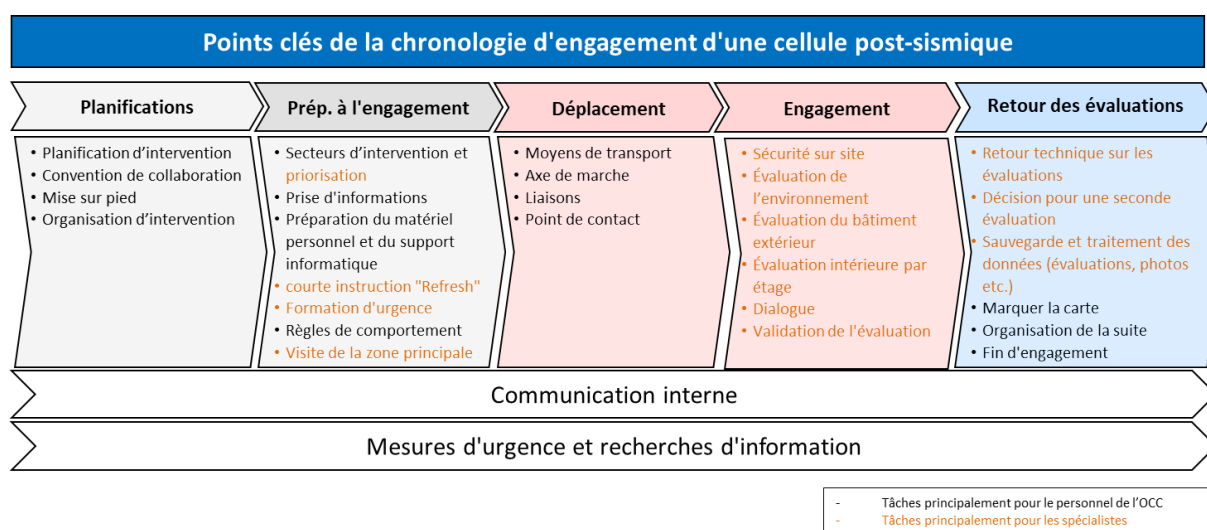 Points clés de la chronologie d'engagement d'une cellule post-sismique
Planifications
• Planification d’intervention
• Convention de collaboration
• Mise sur pied
• Organisation d’intervention
Prép. à l'engagement
• Secteurs d’intervention et
priorisation
• Prise d'informations
• Préparation du matériel
personnel et du support
informatique
• courte instruction "Refresh"
• Formation d'urgence
• Règles de comportement
• Visite de la zone principale
Déplacement
• Moyens de transport
• Axe de marche
• Liaisons
• Point de contact
Engagement
• Sécurité sur site
• Évaluation de
l’environnement
• Évaluation du bâtiment
extérieur
• Évaluation intérieure par
étage
• Dialogue
• Validation de l'évaluation
Retour des évaluations
• Retour technique sur les
évaluations
• Décision pour une seconde
évaluation
• Sauvegarde et traitement des
données (évaluations, photos
etc.)
• Marquer la carte
• Organisation de la suite
• Fin d'engagement
Communication interne
Mesures d'urgence et recherches d'information
- Tâches principalement pour le personnel de l’OCC
- Tâches principalement pour les spécialistes